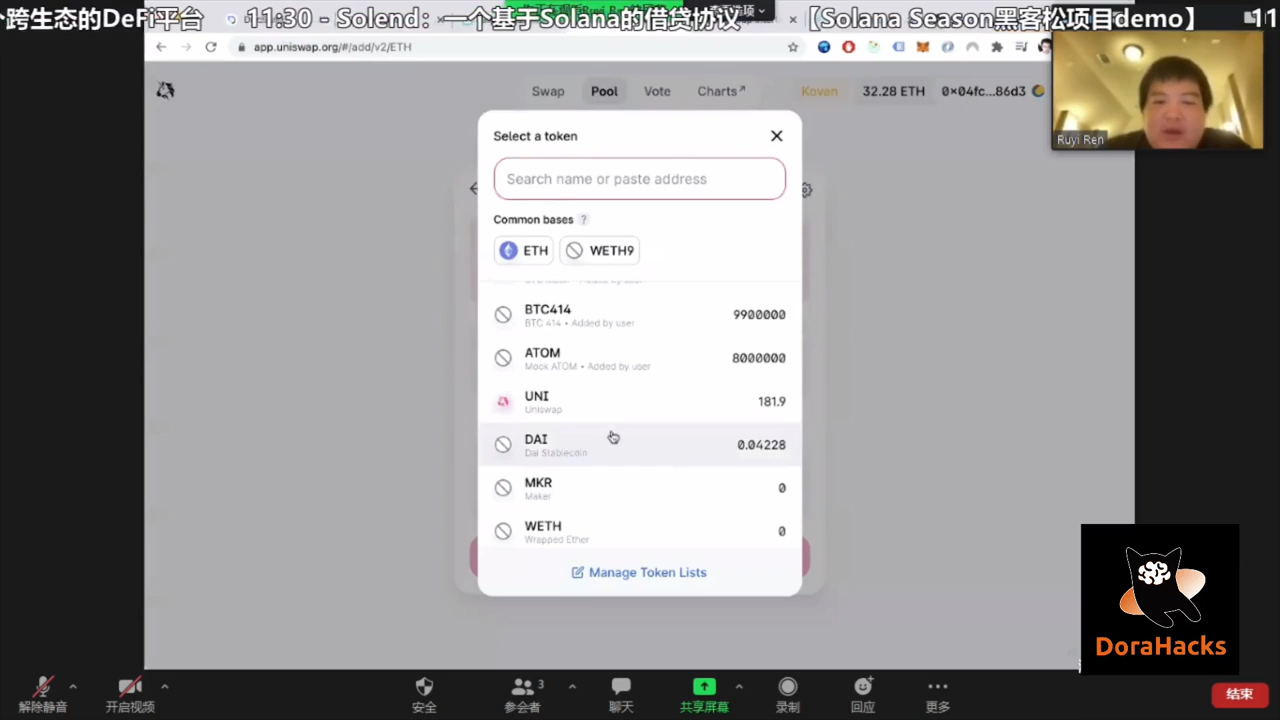 跨生态的DeFi平台
11:30 - Solend：一个基于Solana的借贷协议
【Solana Season黑客松项目demo】
11
app.uniswap.org/#/add/v2/ETH
Swap
Pool
Vote
Charts
Kovan
32.28 ETH
0×04fc...86d3
Ruyi Ren
Select a token
Search name or paste address
Common bases ?
ETH
WETH9
BTC414
9900000
BTC 414 • Added by user
ATOM
8000000
Mock ATOM • Added by user
UNI
181.9
Uniswap
DAI
0.04228
Dai Stablecoin
MKR
0
Maker
WETH
0
Wrapped Ether
Manage Token Lists
DoraHacks
解除静音
开启视频
安全
3
参会者
聊天
共享屏幕
录制
回应
更多
结束